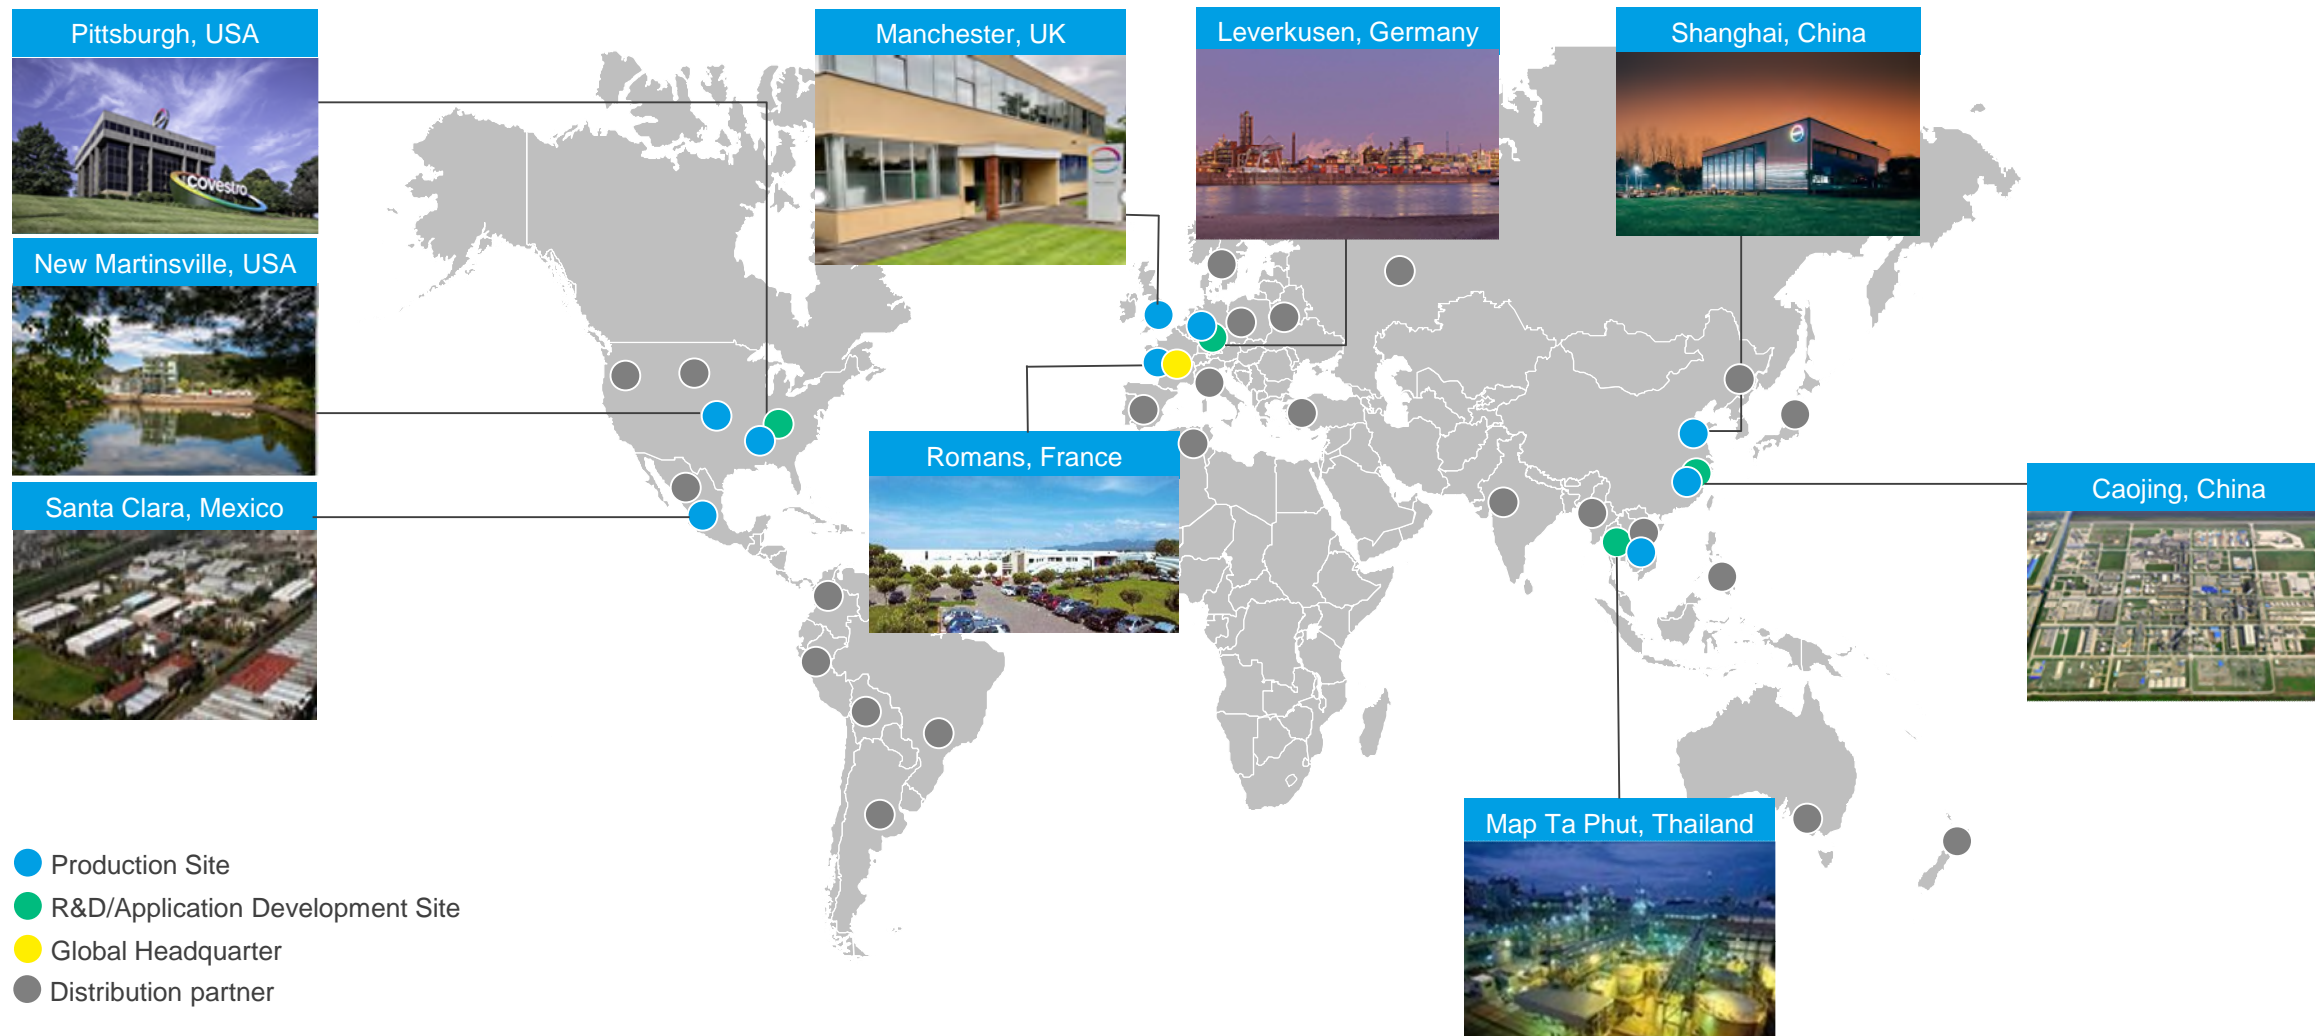 Pittsburgh, USA
covestro
New Martinsville, USA
Santa Clara, Mexico
Manchester, UK
Leverkusen, Germany
Shanghai, China
Romans, France
Caojing, China
Map Ta Phut, Thailand
Production Site
R&D/Application Development Site
Global Headquarter
Distribution partner